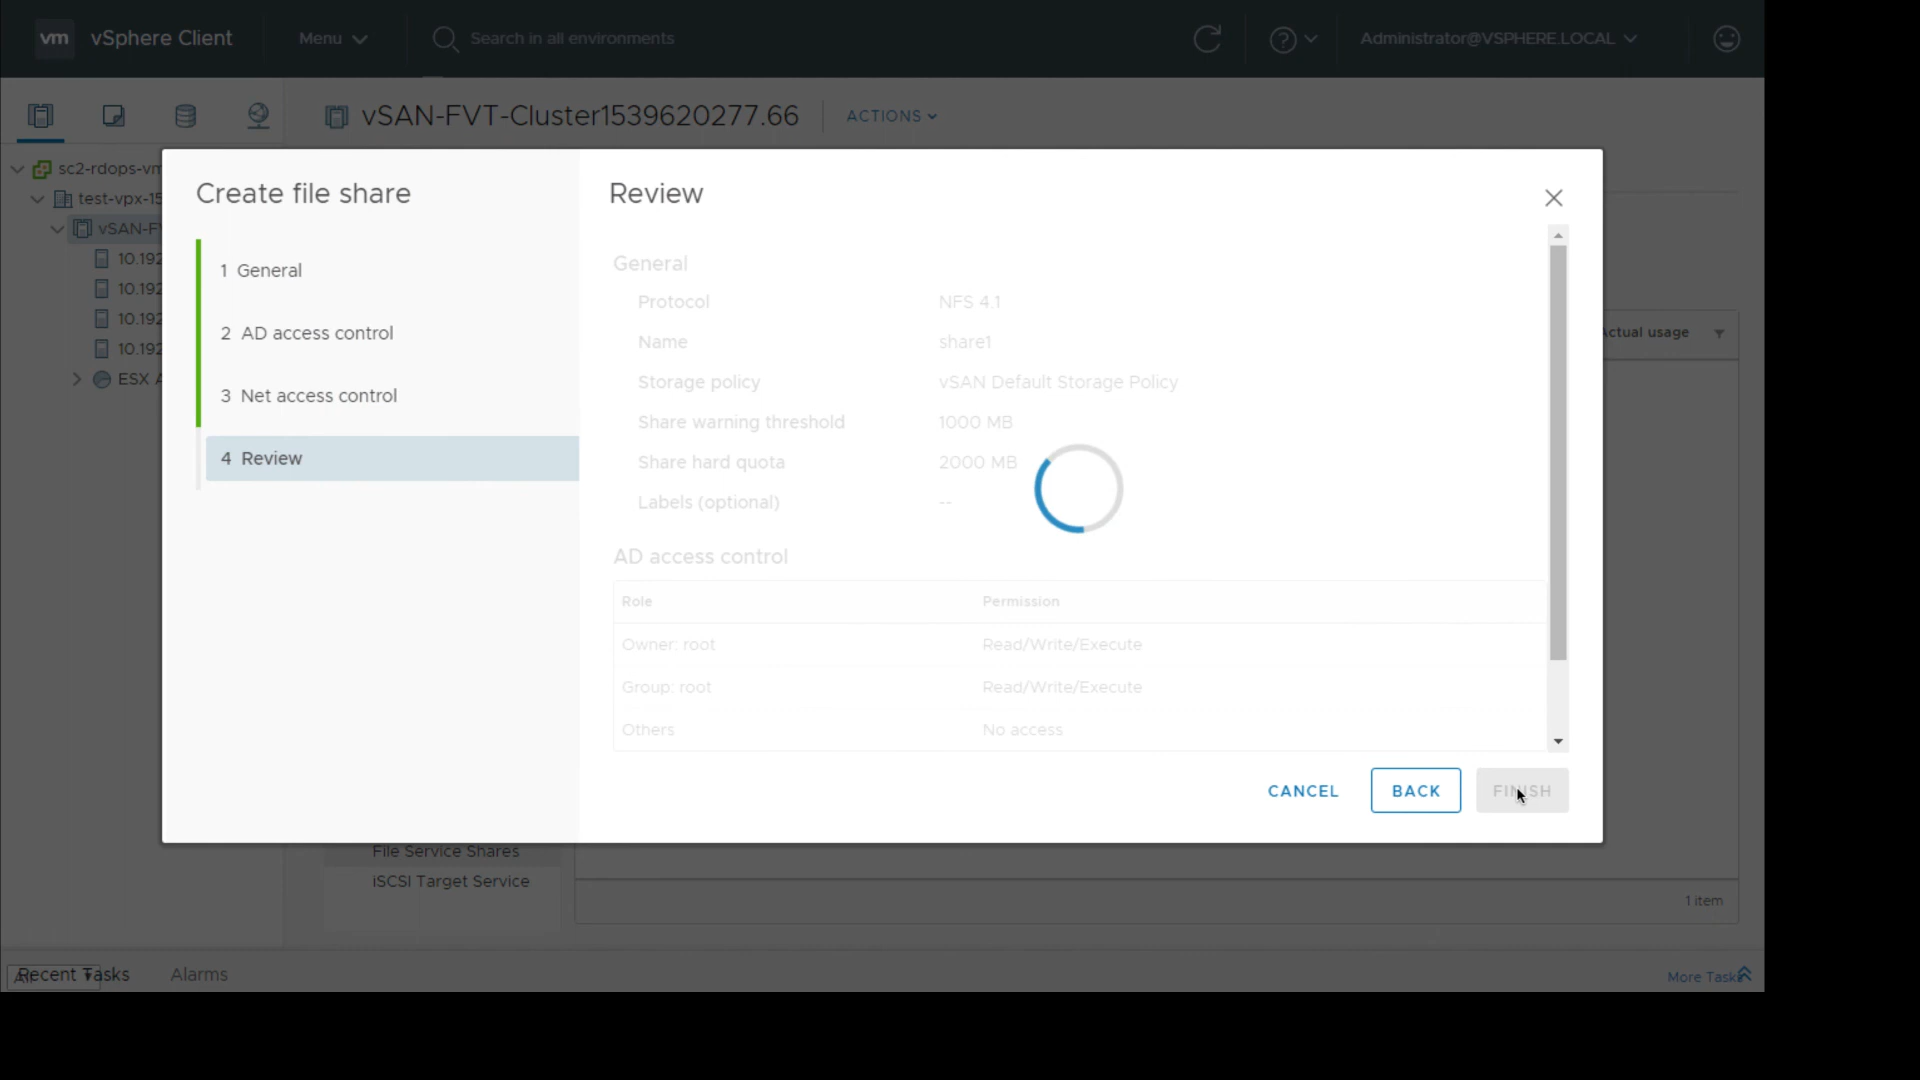 vm vSphere Client Menu Search in all environments Administrator@VSPHERE.LOCAL
vSAN-FVT-Cluster1539620277.66 ACTIONS
sc2-rdops-vm
test-vpx-15
vSAN-F
10.192
10.192
10.192
10.192
ESX A
Create file share
1 General
2 AD access control
3 Net access control
4 Review
Review
General
Protocol NFS 4.1
Name share1
Storage policy vSAN Default Storage Policy
Share warning threshold 1000 MB
Share hard quota 2000 MB
Labels (optional) --
AD access control
Role Permission
Owner: root Read/Write/Execute
Group: root Read/Write/Execute
Others No access
CANCEL BACK FINISH
Actual usage
File Service Shares
iSCSI Target Service
1 item
Recent Tasks Alarms More Tasks